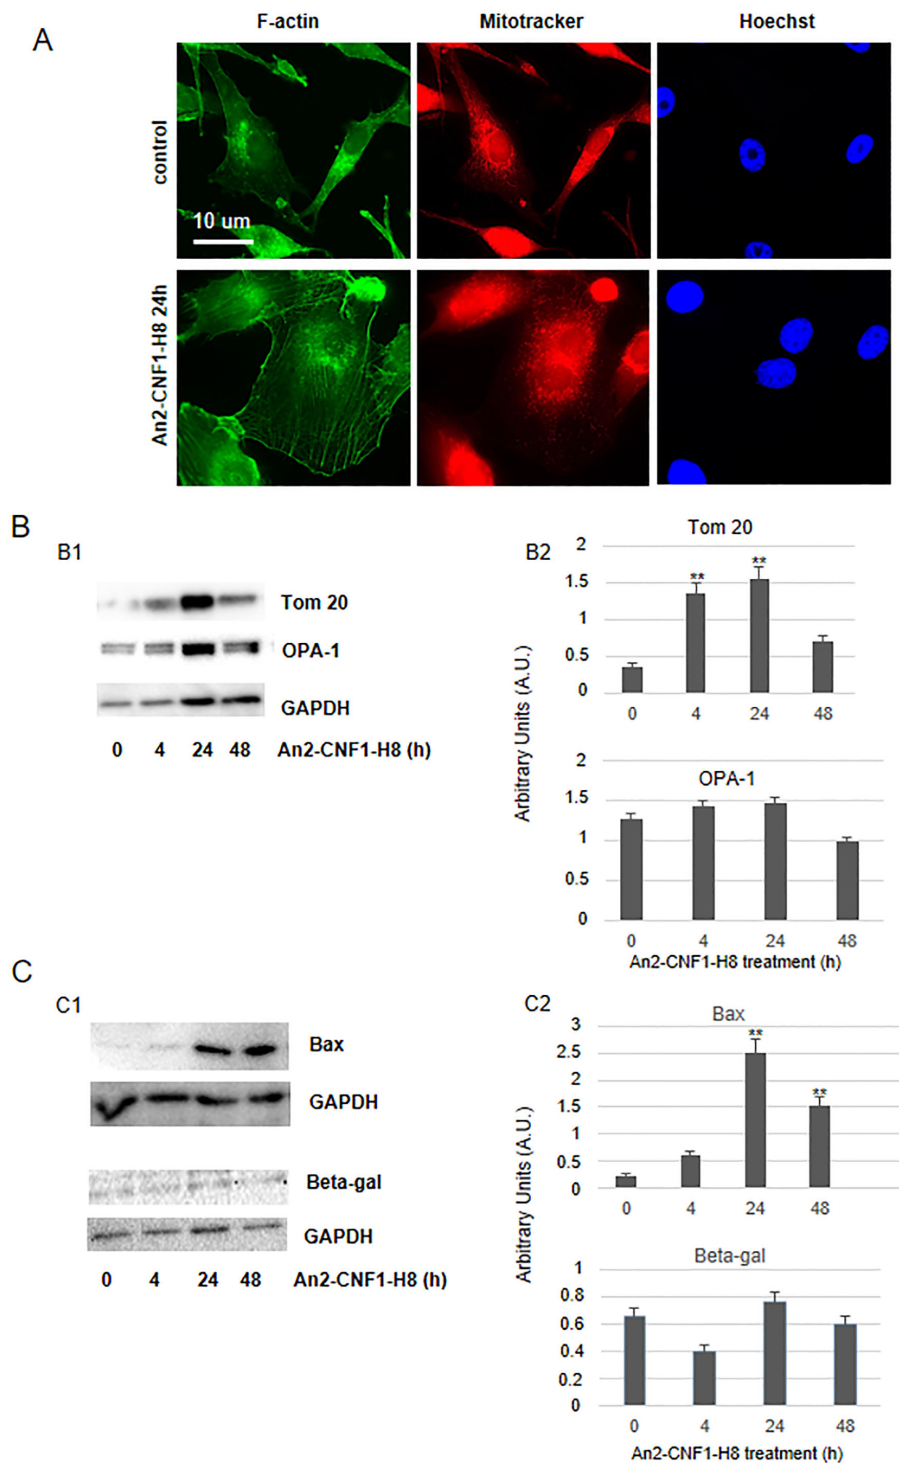 A
F-actin
Mitotracker
Hoechst
control
10 um
An2-CNF1-H8 24h
B
B1
Tom 20
OPA-1
GAPDH
0 4 24 48 An2-CNF1-H8 (h)
B2
Tom 20
2
1.5
1
0.5
0
** **
0 4 24 48
Arbitrary Units (A.U.)
OPA-1
2
1.5
1
0.5
0
0 4 24 48
An2-CNF1-H8 treatment (h)
C
C1
Bax
GAPDH
Beta-gal
GAPDH
0 4 24 48 An2-CNF1-H8 (h)
C2
Bax
3
2.5
2
1.5
1
0.5
0
** **
0 4 24 48
Arbitrary Units (A.U.)
Beta-gal
1
0.8
0.6
0.4
0.2
0
0 4 24 48
An2-CNF1-H8 treatment (h)